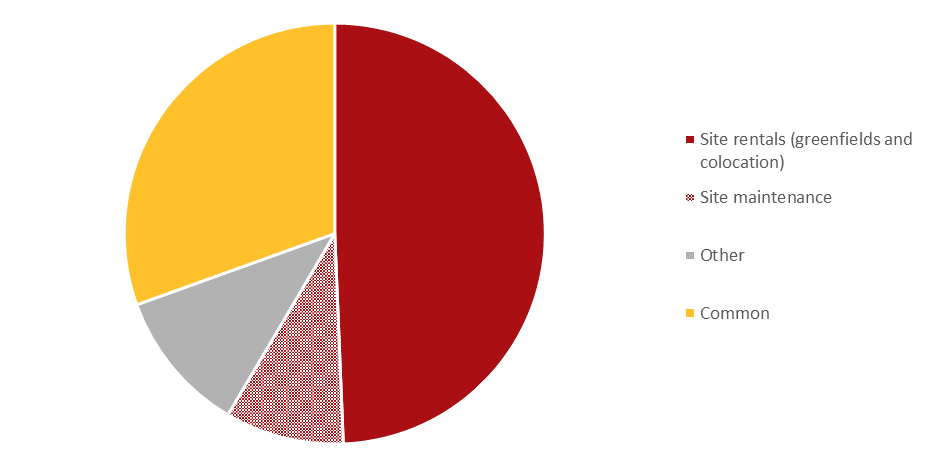 Site rentals (greenfields and
colocation)
Site maintenance
Other
Common